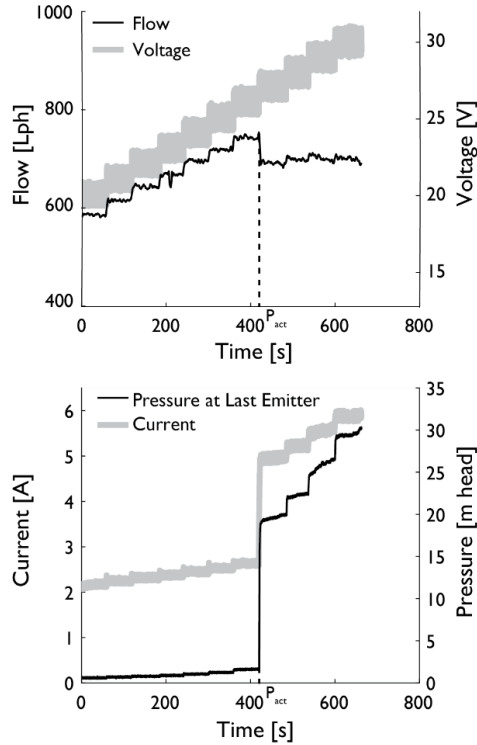 Flow
Voltage
1000
800
600
400
30
25
20
15
Flow [Lph]
Voltage [V]
0
200
400
600
800
P_act
Time [s]
Pressure at Last Emitter
Current
6
5
4
3
2
1
0
35
30
25
20
15
10
5
0
Current [A]
Pressure [m head]
0
200
400
600
800
P_act
Time [s]